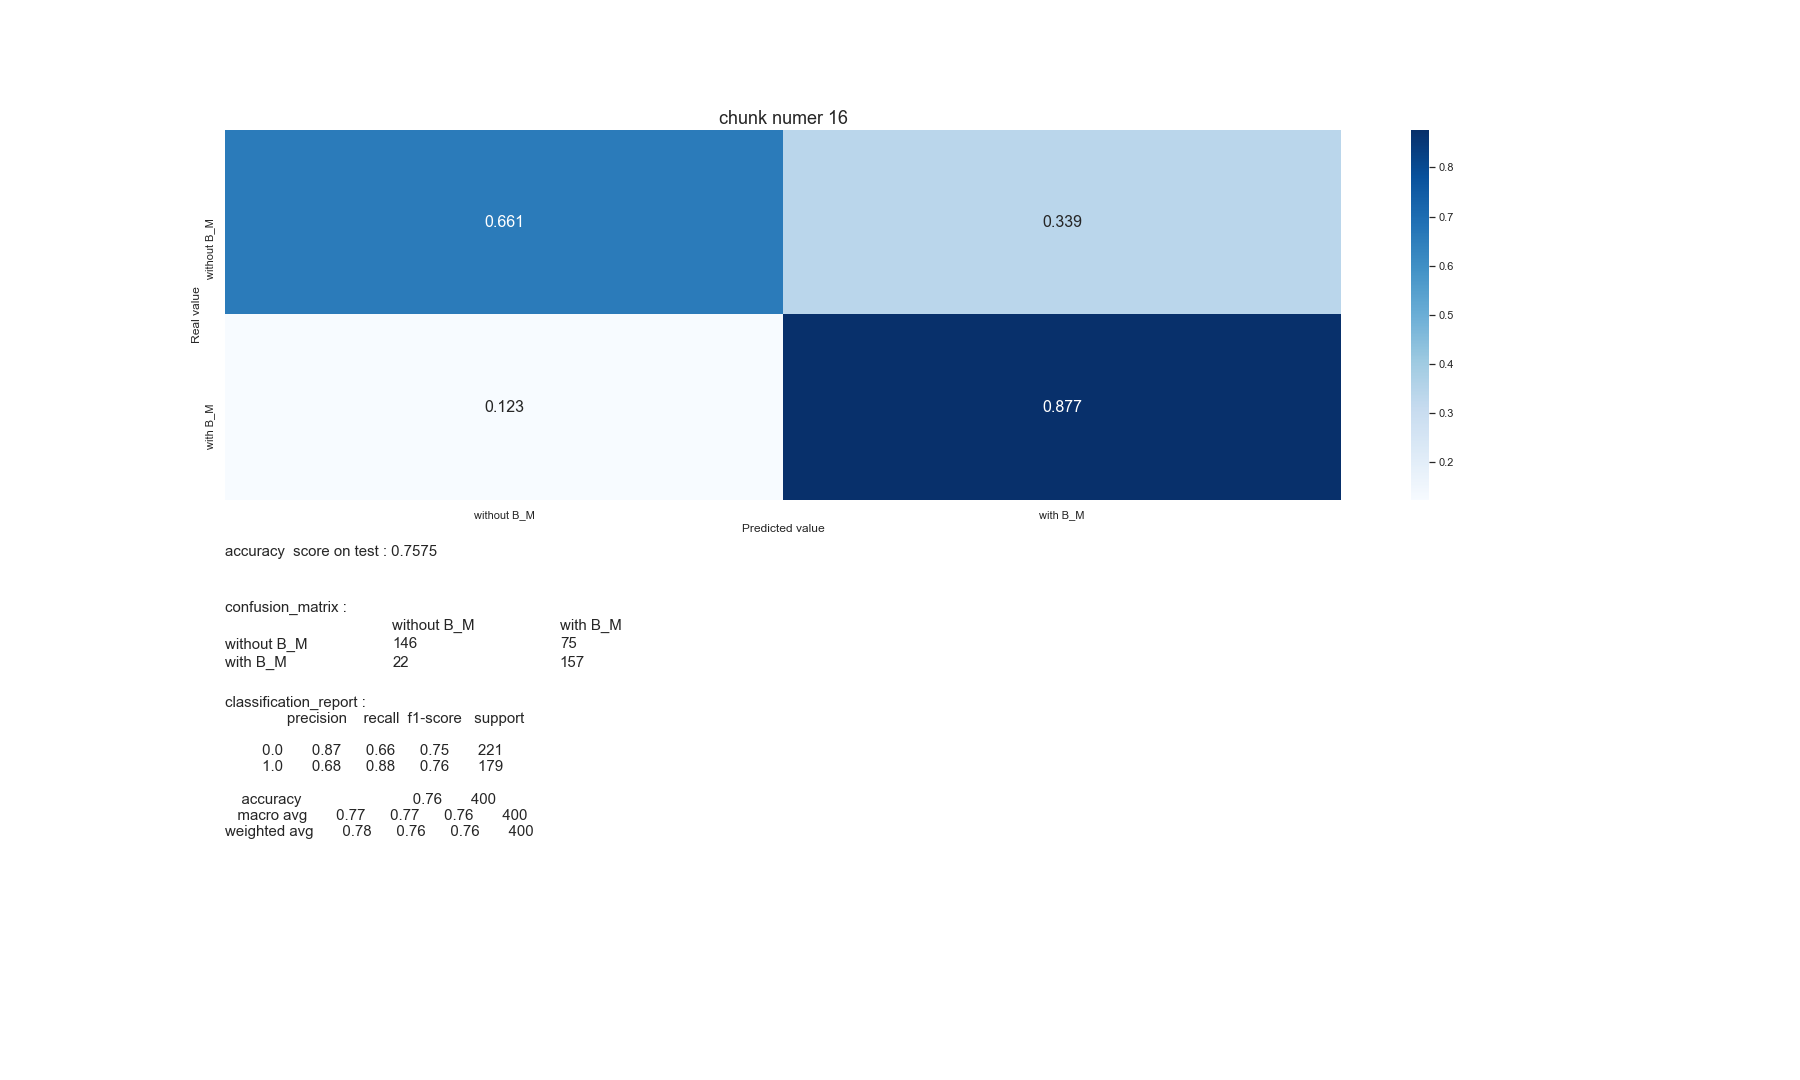 chunk numer 16
0.661 0.339
0.123 0.877
without B_M
with B_M
Real value
without B_M with B_M
Predicted value
0.8
0.7
0.6
0.5
0.4
0.3
0.2
accuracy  score on test : 0.7575
confusion_matrix :
without B_M with B_M
without B_M 146 75
with B_M 22 157
classification_report :
precision recall f1-score support
0.0 0.87 0.66 0.75 221
1.0 0.68 0.88 0.76 179
accuracy 0.76 400
macro avg 0.77 0.77 0.76 400
weighted avg 0.78 0.76 0.76 400